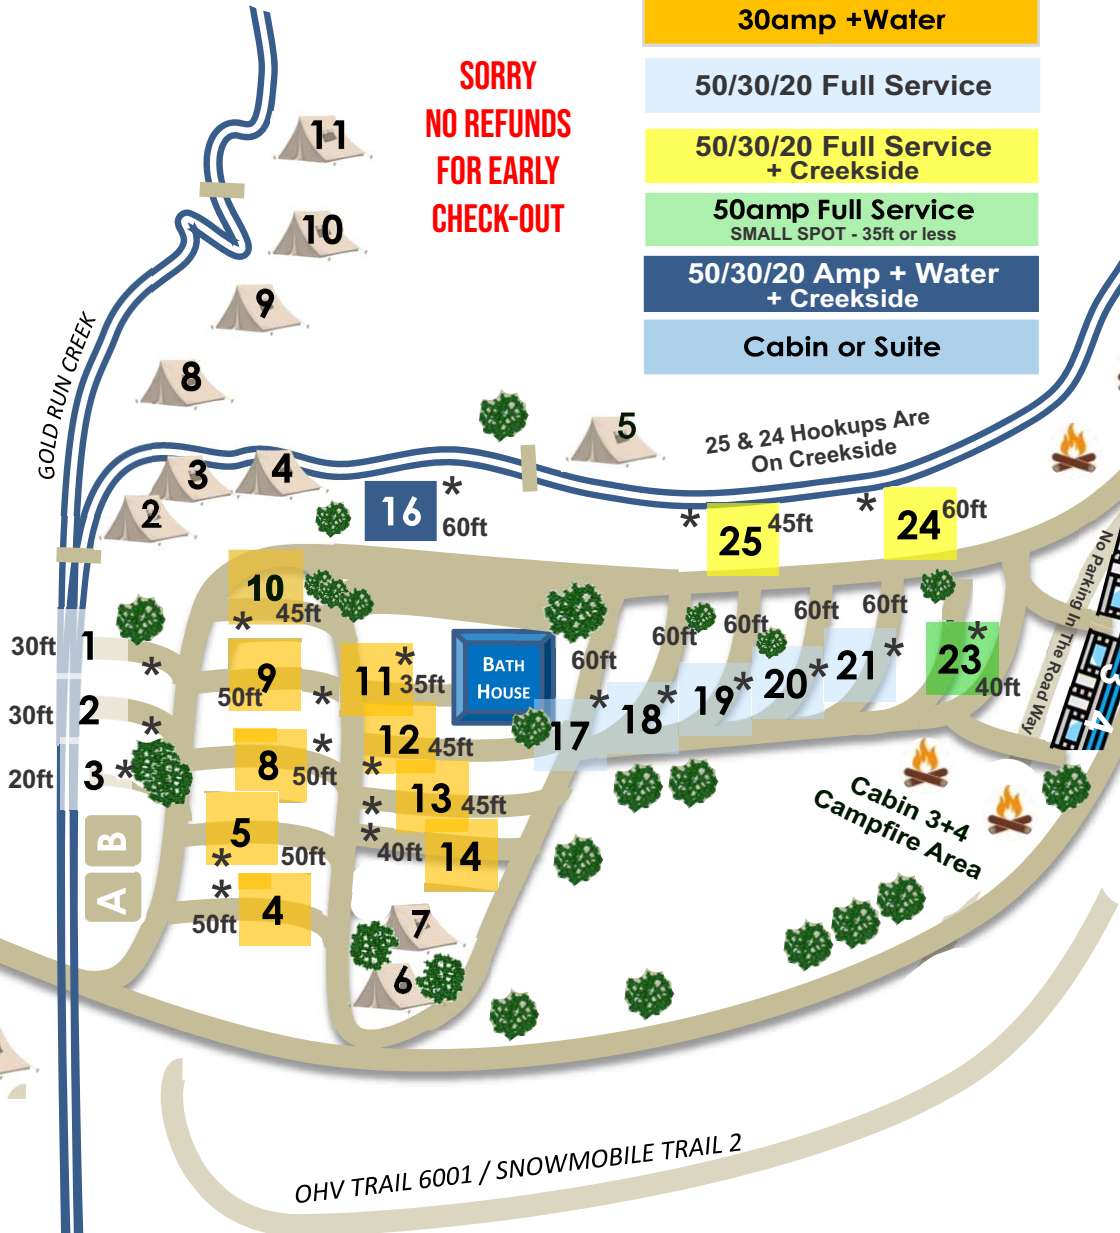 30amp +Water
50/30/20 Full Service
50/30/20 Full Service
+ Creekside
50amp Full Service
SMALL SPOT - 35ft or less
50/30/20 Amp + Water
+ Creekside
Cabin or Suite
SORRY
NO REFUNDS
FOR EARLY
CHECK-OUT
11
10
9
8
GOLD RUN CREEK
5
25 & 24 Hookups Are
On Creekside
3
4
2
16
*
60ft
*
25
45ft
*
24
60ft
No Parking In The Road Way
10
*
45ft
30ft
1
*
9
50ft
*
11
*
35ft
BATH
HOUSE
60ft
60ft
60ft
60ft
60ft
17
*
18
*
19
*
20
*
21
*
23
*
40ft
3
4
30ft
2
*
8
*
50ft
12
45ft
*
20ft
3
*
13
45ft
*
B
5
*
50ft
*
40ft
14
A
*
50ft
4
7
6
Cabin 3+4
Campfire Area
OHV TRAIL 6001 / SNOWMOBILE TRAIL 2